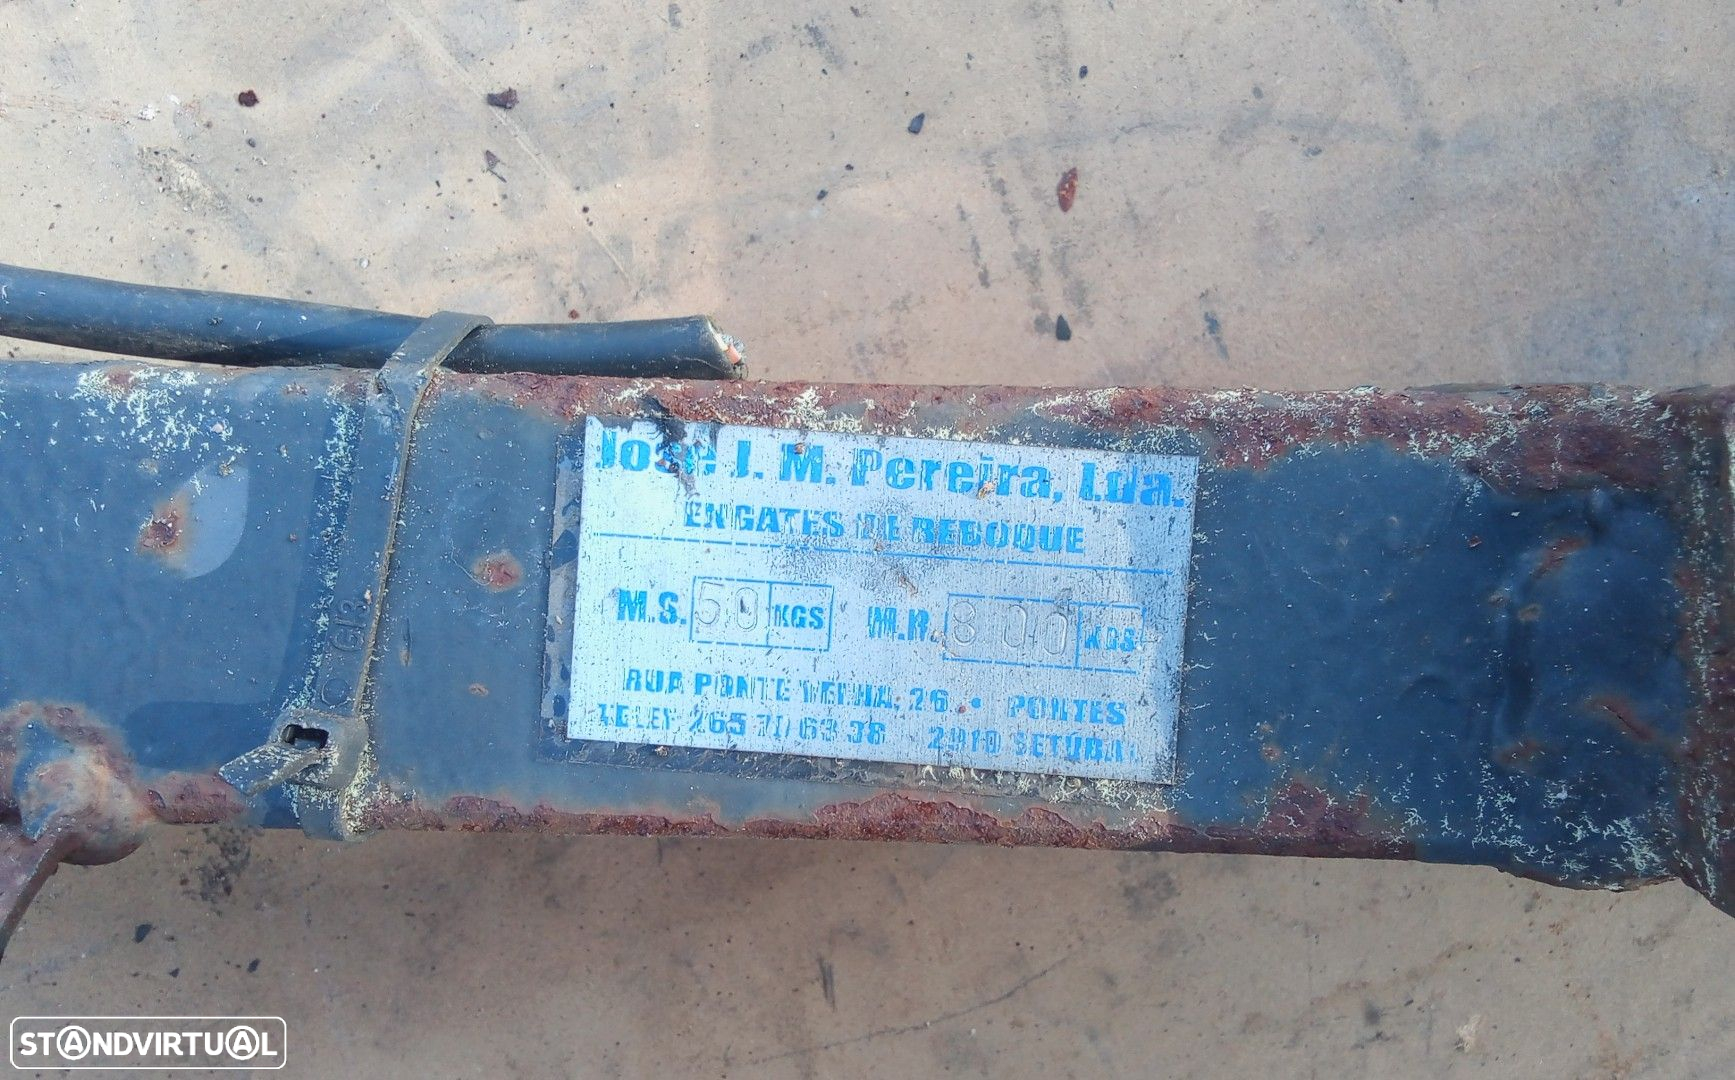 José J. M. Pereira, Lda.
ENGATES DE REBOQUE
M.S. 50 KGS M.R. 800 KGS
RUA PONTE 26 • PONTES
TELEF 265 71 63 38 2910 SETÚBAL
STANDVIRTUAL